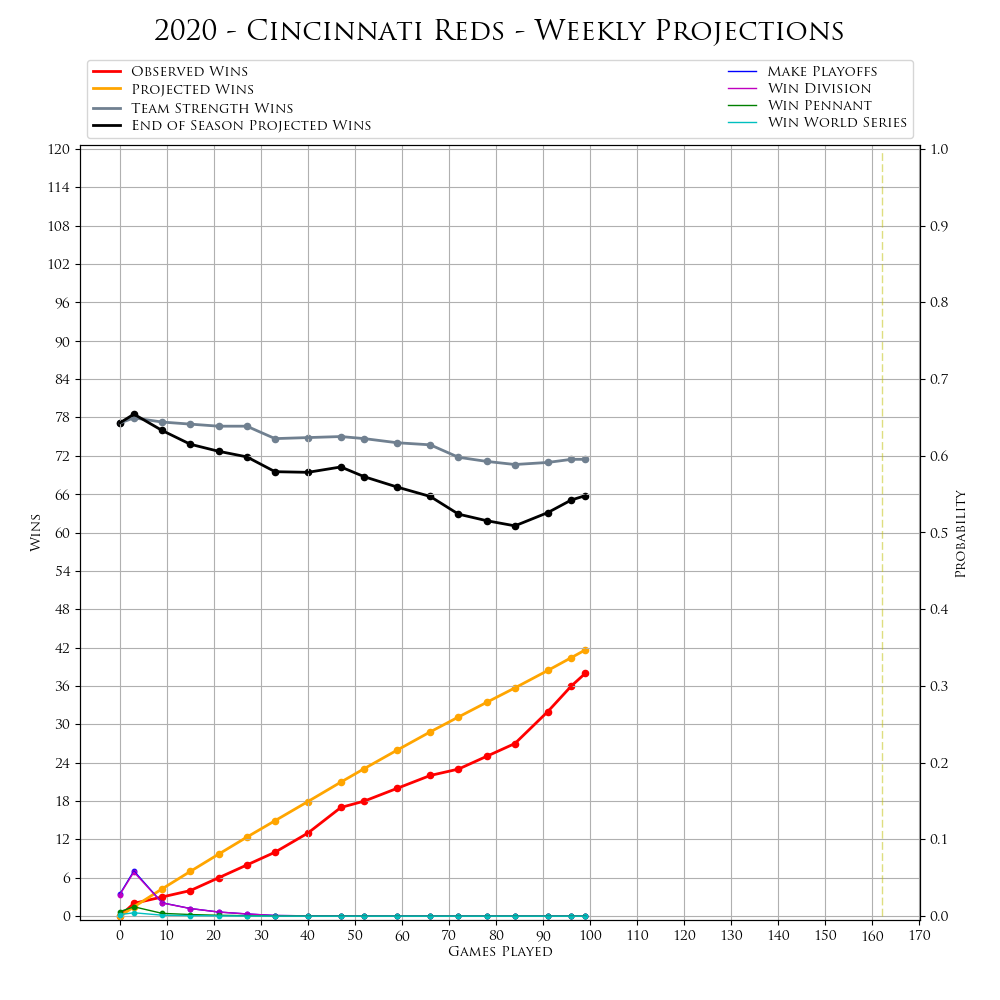 2020 - Cincinnati Reds - Weekly Projections
Observed Wins
Projected Wins
Team Strength Wins
End of Season Projected Wins
Make Playoffs
Win Division
Win Pennant
Win World Series
120
114
108
102
96
90
84
78
72
66
60
54
48
42
36
30
24
18
12
6
0
Wins
1.0
0.9
0.8
0.7
0.6
0.5
0.4
0.3
0.2
0.1
0.0
Probability
0 10 20 30 40 50 60 70 80 90 100 110 120 130 140 150 160 170
Games Played